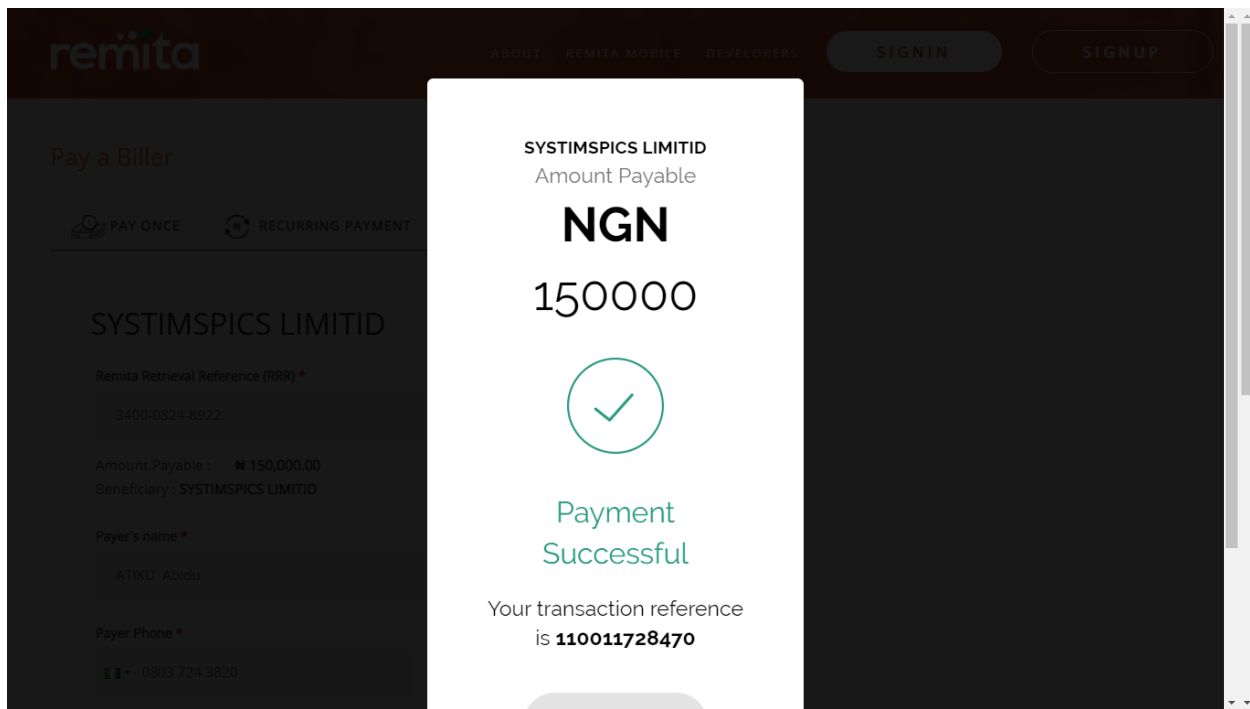 remita
ABOUT REMITA MOBILE DEVELOPERS SIGNIN SIGNUP
Pay a Biller
PAY ONCE RECURRING PAYMENT
SYSTIMSPICS LIMITID
Remita Retrieval Reference (RRR) *
3400-0824-8922
Amount Payable : ₦ 150,000.00
Beneficiary : SYSTIMSPICS LIMITID
Payer's name *
ATIKU Abidu
Payer Phone *
0803 724 3820
SYSTIMSPICS LIMITID
Amount Payable
NGN
150000
Payment
Successful
Your transaction reference
is 110011728470